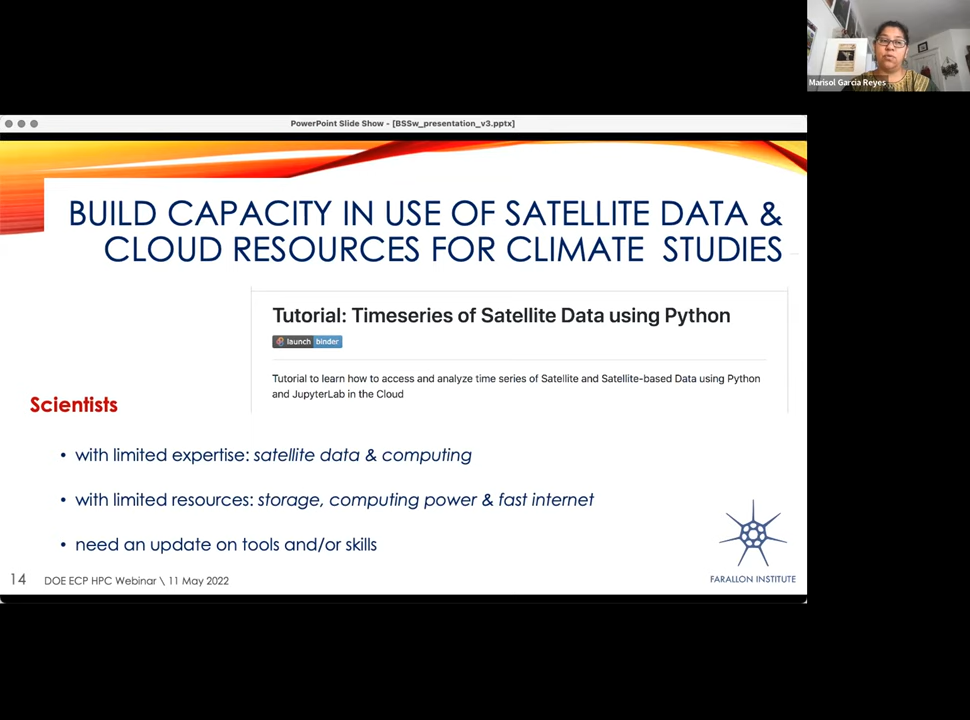 Marisol Garcia Reyes
PowerPoint Slide Show - [BSSw_presentation_v3.pptx]
BUILD CAPACITY IN USE OF SATELLITE DATA &
CLOUD RESOURCES FOR CLIMATE STUDIES
Tutorial: Timeseries of Satellite Data using Python
launch binder
Tutorial to learn how to access and analyze time series of Satellite and Satellite-based Data using Python
and JupyterLab in the Cloud
Scientists
• with limited expertise: satellite data & computing
• with limited resources: storage, computing power & fast internet
• need an update on tools and/or skills
14 DOE ECP HPC Webinar \ 11 May 2022
FARALLON INSTITUTE